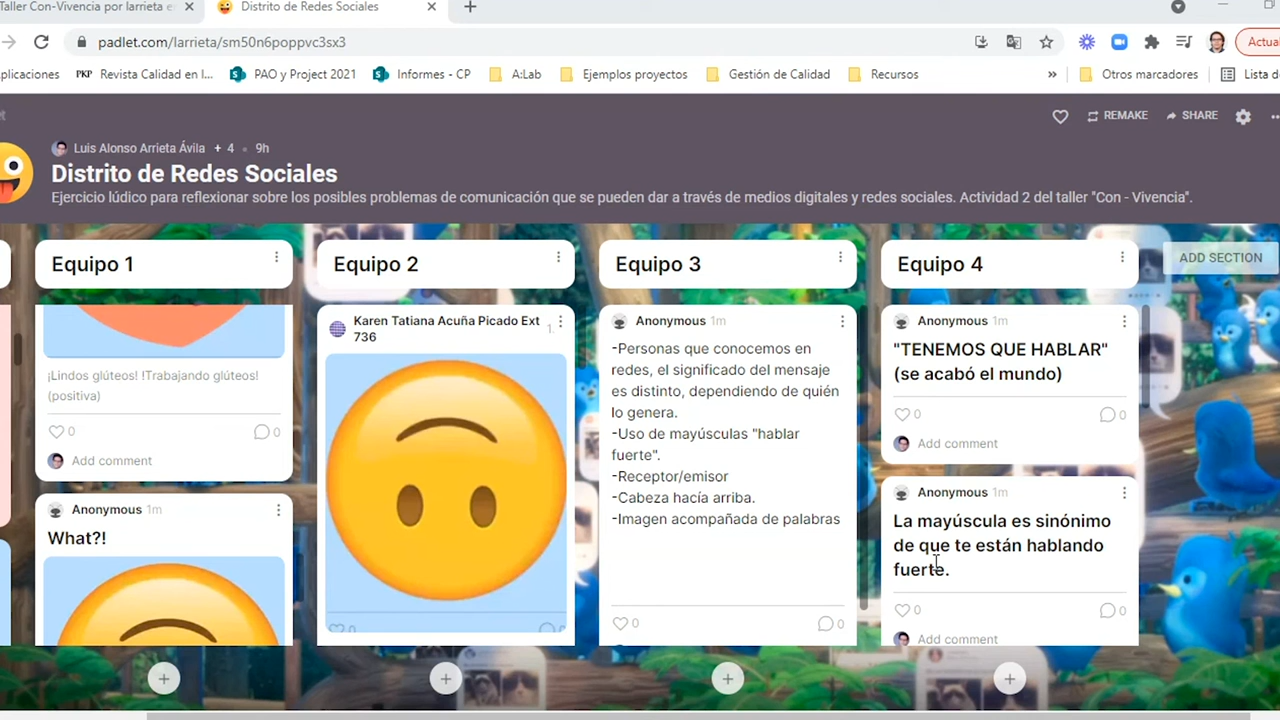 Taller Con-Vivencia por larrieta e
Distrito de Redes Sociales
padlet.com/larrieta/sm50n6poppvc3sx3
Actual
plicaciones
PKP Revista Calidad en l...
PAO y Project 2021
Informes - CP
A:Lab
Ejemplos proyectos
Gestión de Calidad
Recursos
»
Otros marcadores
Lista de
REMAKE
SHARE
Luis Alonso Arrieta Ávila + 4 • 9h
Distrito de Redes Sociales
Ejercicio lúdico para reflexionar sobre los posibles problemas de comunicación que se pueden dar a través de medios digitales y redes sociales. Actividad 2 del taller "Con - Vivencia".
Equipo 1
¡Lindos glúteos! !Trabajando glúteos!
(positiva)
0
0
Add comment
Anonymous 1m
What?!
Equipo 2
Karen Tatiana Acuña Picado Ext
736
Equipo 3
Anonymous 1m
-Personas que conocemos en
redes, el significado del mensaje
es distinto, dependiendo de quién
lo genera.
-Uso de mayúsculas "hablar
fuerte".
-Receptor/emisor
-Cabeza hacía arriba.
-Imagen acompañada de palabras
0
0
Equipo 4
Anonymous 1m
"TENEMOS QUE HABLAR"
(se acabó el mundo)
0
0
Add comment
Anonymous 1m
La mayúscula es sinónimo
de que te están hablando
fuerte.
0
0
Add comment
ADD SECTION